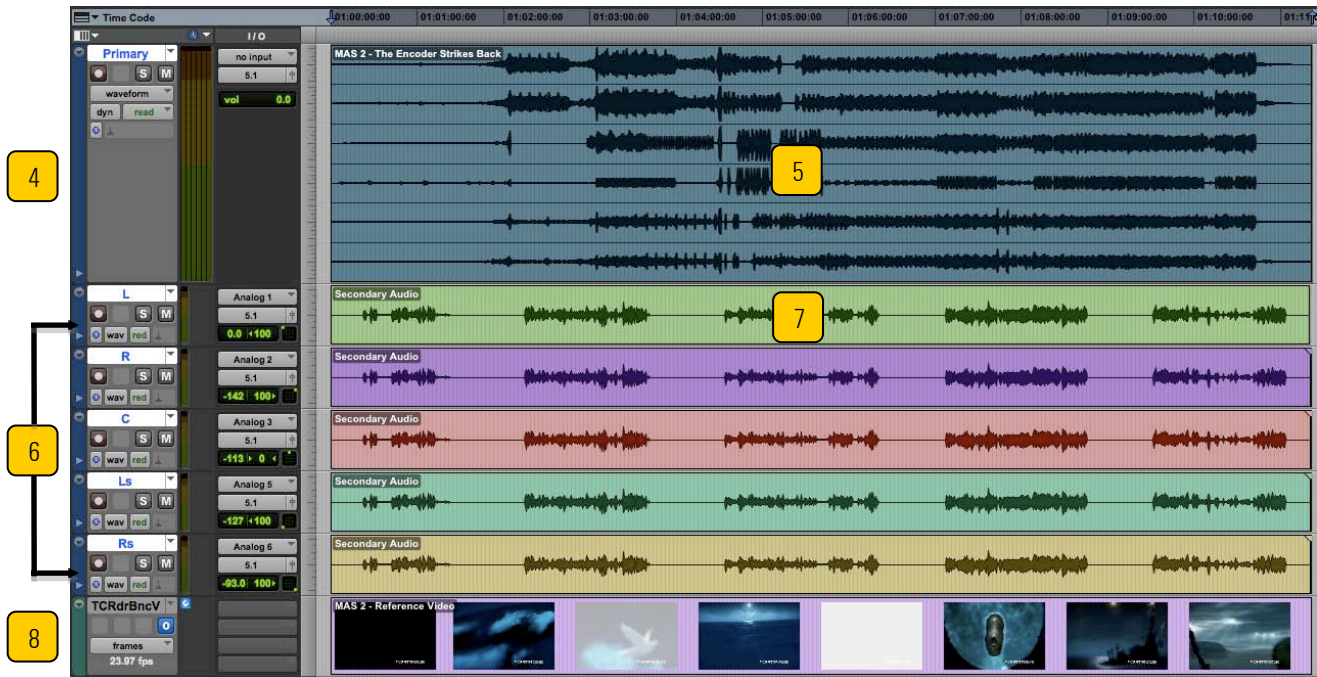 Time Code
01:00:00:00 01:01:00:00 01:02:00:00 01:03:00:00 01:04:00:00 01:05:00:00 01:06:00:00 01:07:00:00 01:08:00:00 01:09:00:00 01:10:00:00 01:11
I / O
4
Primary
S M
waveform
dyn read
no input
5.1
vol 0.0
MAS 2 - The Encoder Strikes Back
5
6
L
S M
wav red
Analog 1
5.1
0.0 100
Secondary Audio
7
R
S M
wav red
Analog 2
5.1
-142 100
Secondary Audio
C
S M
wav red
Analog 3
5.1
-113 0
Secondary Audio
Ls
S M
wav red
Analog 5
5.1
-127 100
Secondary Audio
Rs
S M
wav red
Analog 6
5.1
-93.0 100
Secondary Audio
8
TCRdrBncV
O
frames
23.97 fps
MAS 2 - Reference Video